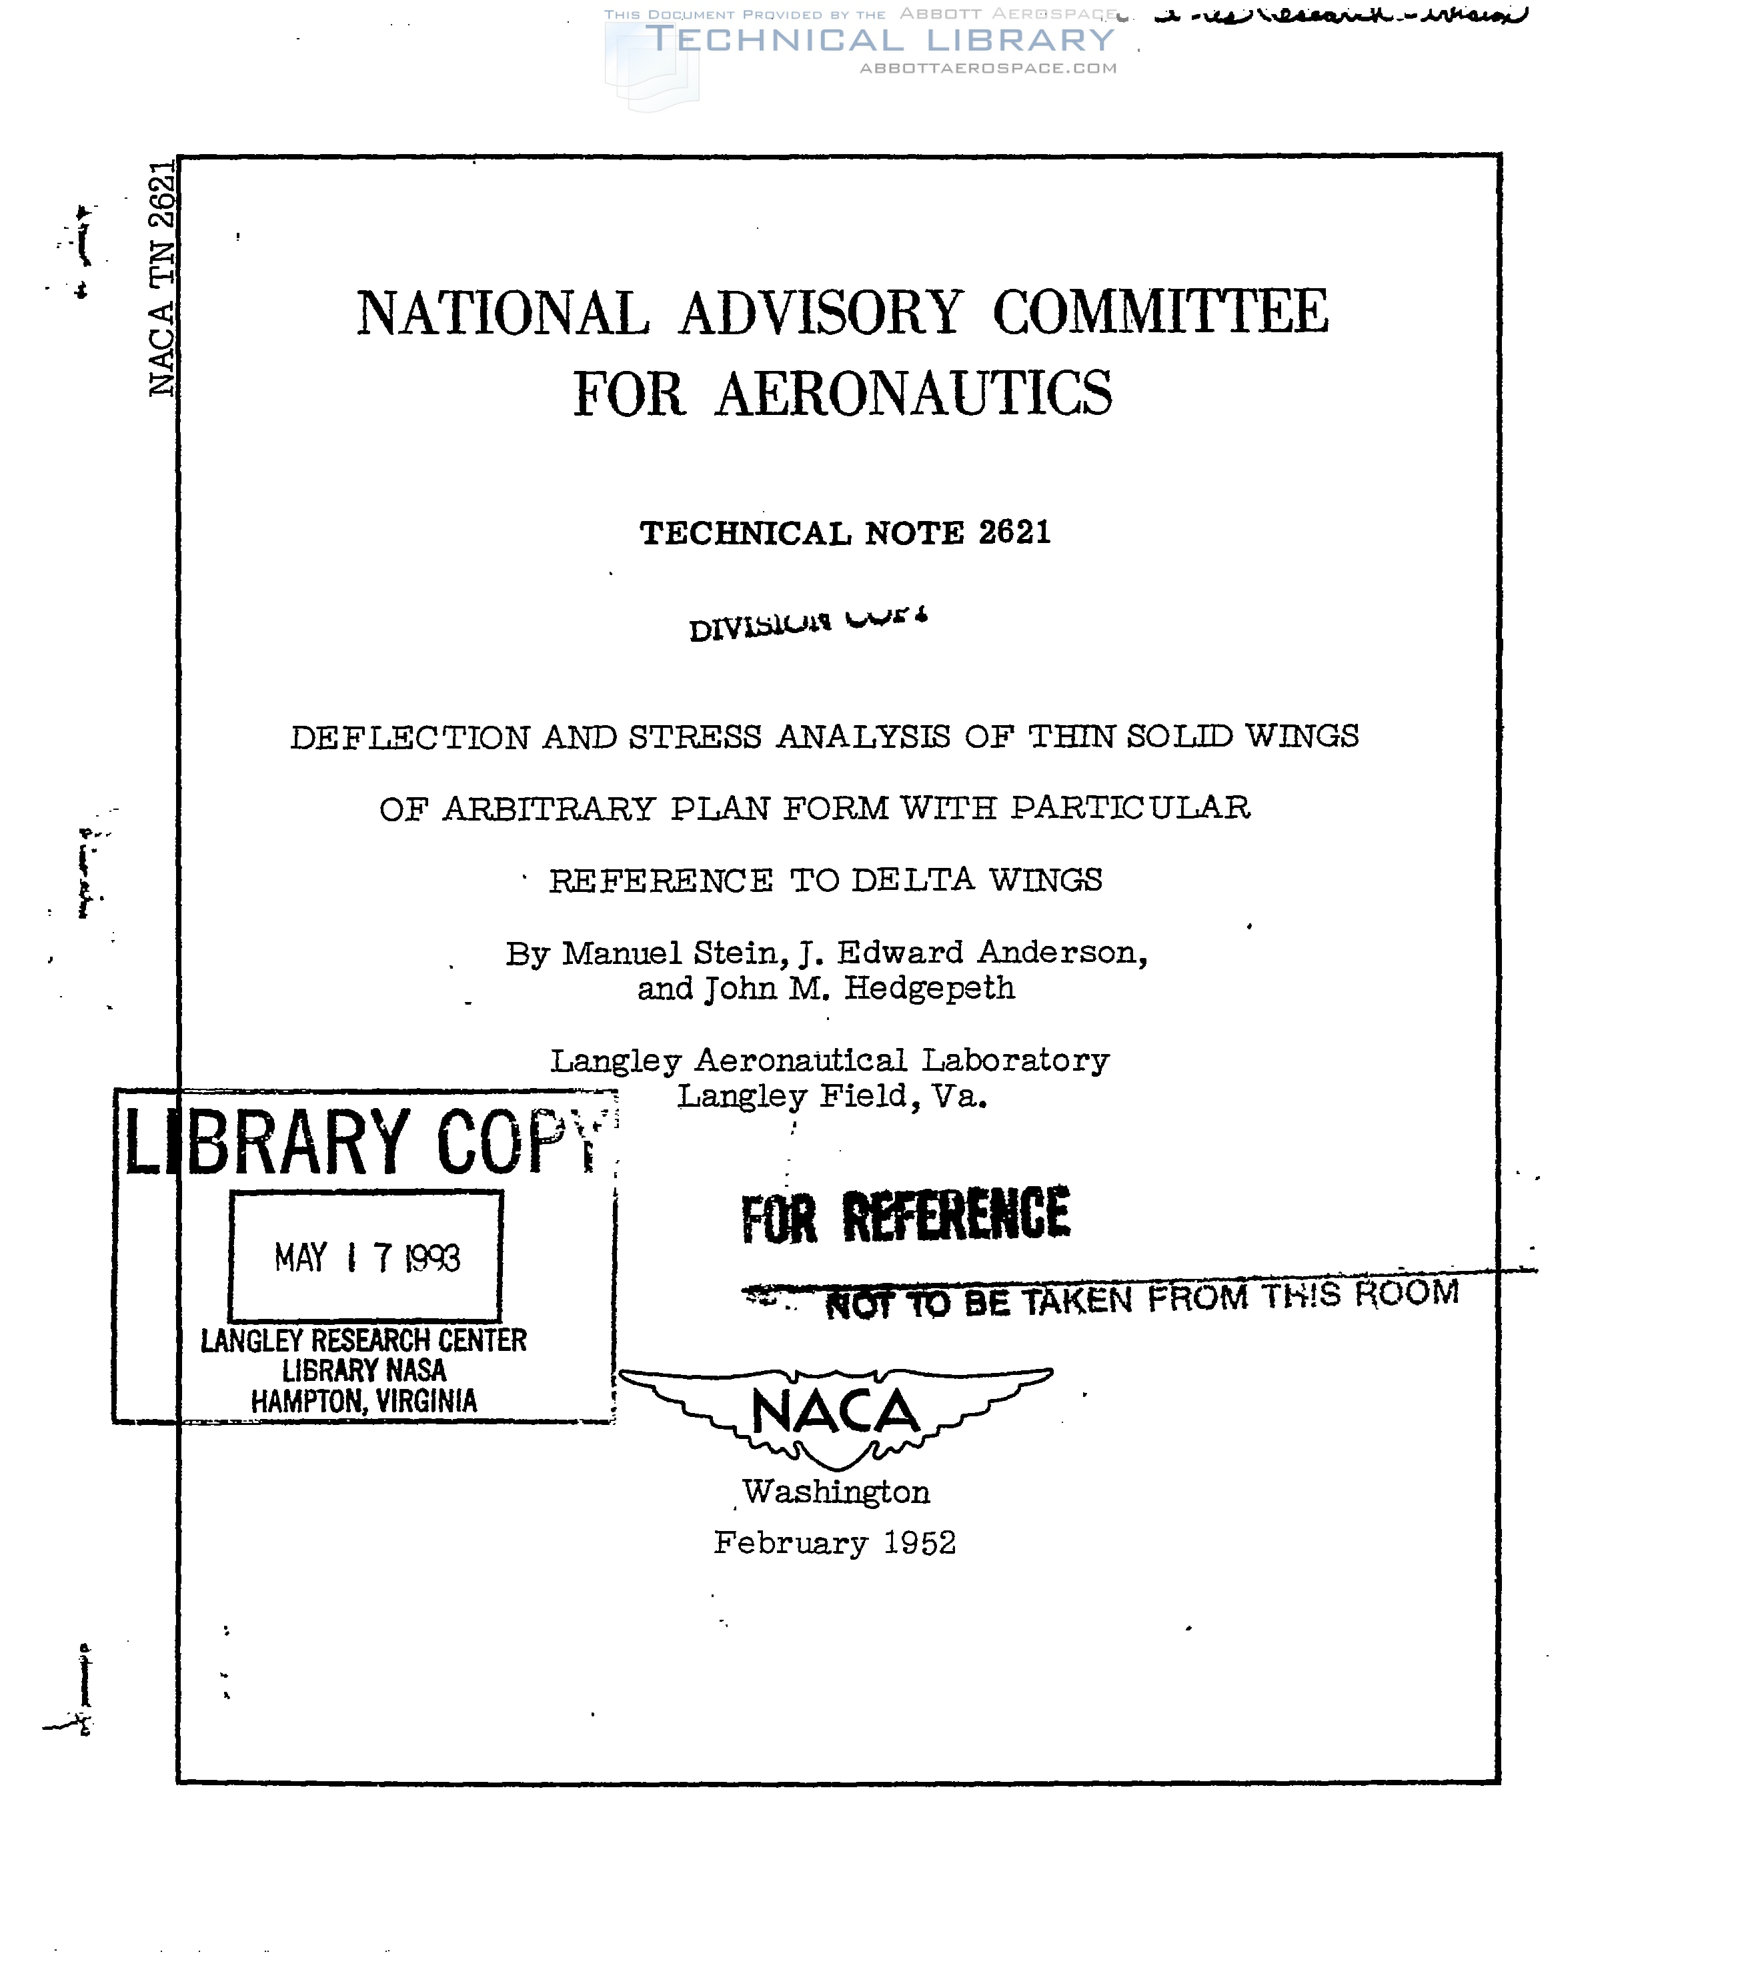 THIS DOCUMENT PROVIDED BY THE ABBOTT AEROSPACE
TECHNICAL LIBRARY
ABBOTTAEROSPACE.COM
NACA TN 2621
NATIONAL ADVISORY COMMITTEE
FOR AERONAUTICS
TECHNICAL NOTE 2621
DIVISION COPY
DEFLECTION AND STRESS ANALYSIS OF THIN SOLID WINGS
OF ARBITRARY PLAN FORM WITH PARTICULAR
REFERENCE TO DELTA WINGS
By Manuel Stein, J. Edward Anderson,
and John M. Hedgepeth
Langley Aeronautical Laboratory
Langley Field, Va.
LIBRARY COPY
MAY 17 1993
LANGLEY RESEARCH CENTER
LIBRARY NASA
HAMPTON, VIRGINIA
FOR REFERENCE
NOT TO BE TAKEN FROM THIS ROOM
NACA
Washington
February 1952